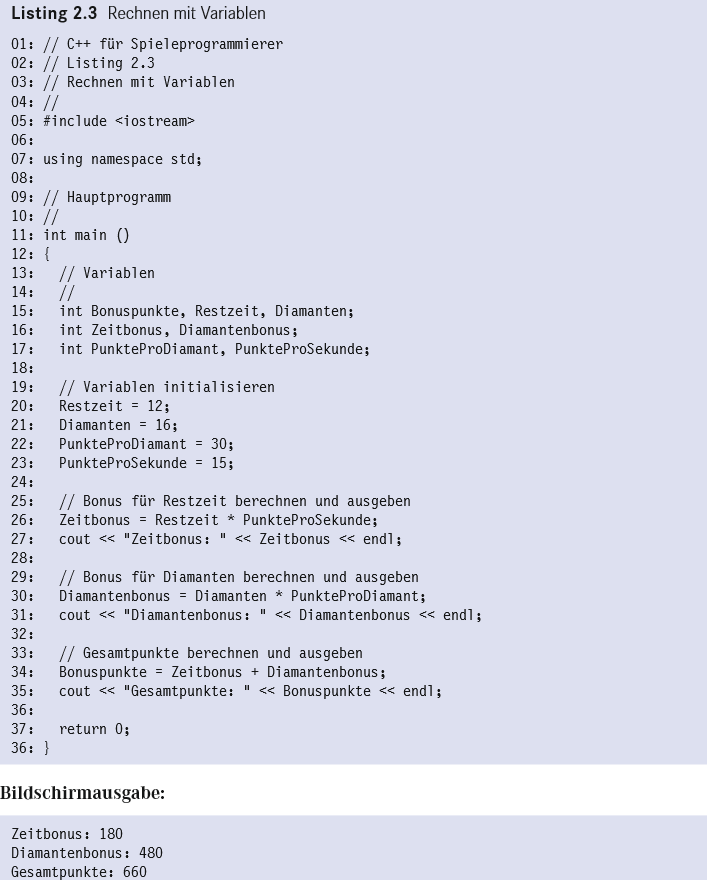 Listing 2.3 Rechnen mit Variablen
01: // C++ für Spieleprogrammierer
02: // Listing 2.3
03: // Rechnen mit Variablen
04: //
05: #include <iostream>
06:
07: using namespace std;
08:
09: // Hauptprogramm
10: //
11: int main ()
12: {
13:   // Variablen
14:   //
15:   int Bonuspunkte, Restzeit, Diamanten;
16:   int Zeitbonus, Diamantenbonus;
17:   int PunkteProDiamant, PunkteProSekunde;
18:
19:   // Variablen initialisieren
20:   Restzeit = 12;
21:   Diamanten = 16;
22:   PunkteProDiamant = 30;
23:   PunkteProSekunde = 15;
24:
25:   // Bonus für Restzeit berechnen und ausgeben
26:   Zeitbonus = Restzeit * PunkteProSekunde;
27:   cout << "Zeitbonus: " << Zeitbonus << endl;
28:
29:   // Bonus für Diamanten berechnen und ausgeben
30:   Diamantenbonus = Diamanten * PunkteProDiamant;
31:   cout << "Diamantenbonus: " << Diamantenbonus << endl;
32:
33:   // Gesamtpunkte berechnen und ausgeben
34:   Bonuspunkte = Zeitbonus + Diamantenbonus;
35:   cout << "Gesamtpunkte: " << Bonuspunkte << endl;
36:
37:   return 0;
36: }
Bildschirmausgabe:
Zeitbonus: 180
Diamantenbonus: 480
Gesamtpunkte: 660